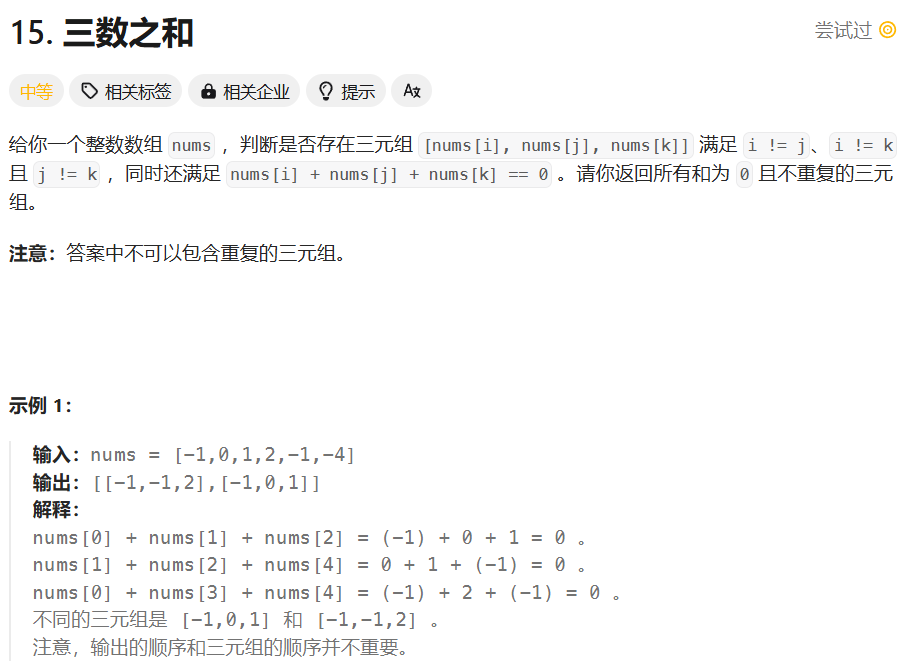 15. 三数之和
尝试过
中等 相关标签 相关企业 提示
给你一个整数数组 nums ，判断是否存在三元组 [nums[i], nums[j], nums[k]] 满足 i != j、i != k
且 j != k ，同时还满足 nums[i] + nums[j] + nums[k] == 0 。请你返回所有和为 0 且不重复的三元
组。
注意：答案中不可以包含重复的三元组。
示例 1：
输入：nums = [-1,0,1,2,-1,-4]
输出：[[-1,-1,2],[-1,0,1]]
解释：
nums[0] + nums[1] + nums[2] = (-1) + 0 + 1 = 0 。
nums[1] + nums[2] + nums[4] = 0 + 1 + (-1) = 0 。
nums[0] + nums[3] + nums[4] = (-1) + 2 + (-1) = 0 。
不同的三元组是 [-1,0,1] 和 [-1,-1,2] 。
注意，输出的顺序和三元组的顺序并不重要。